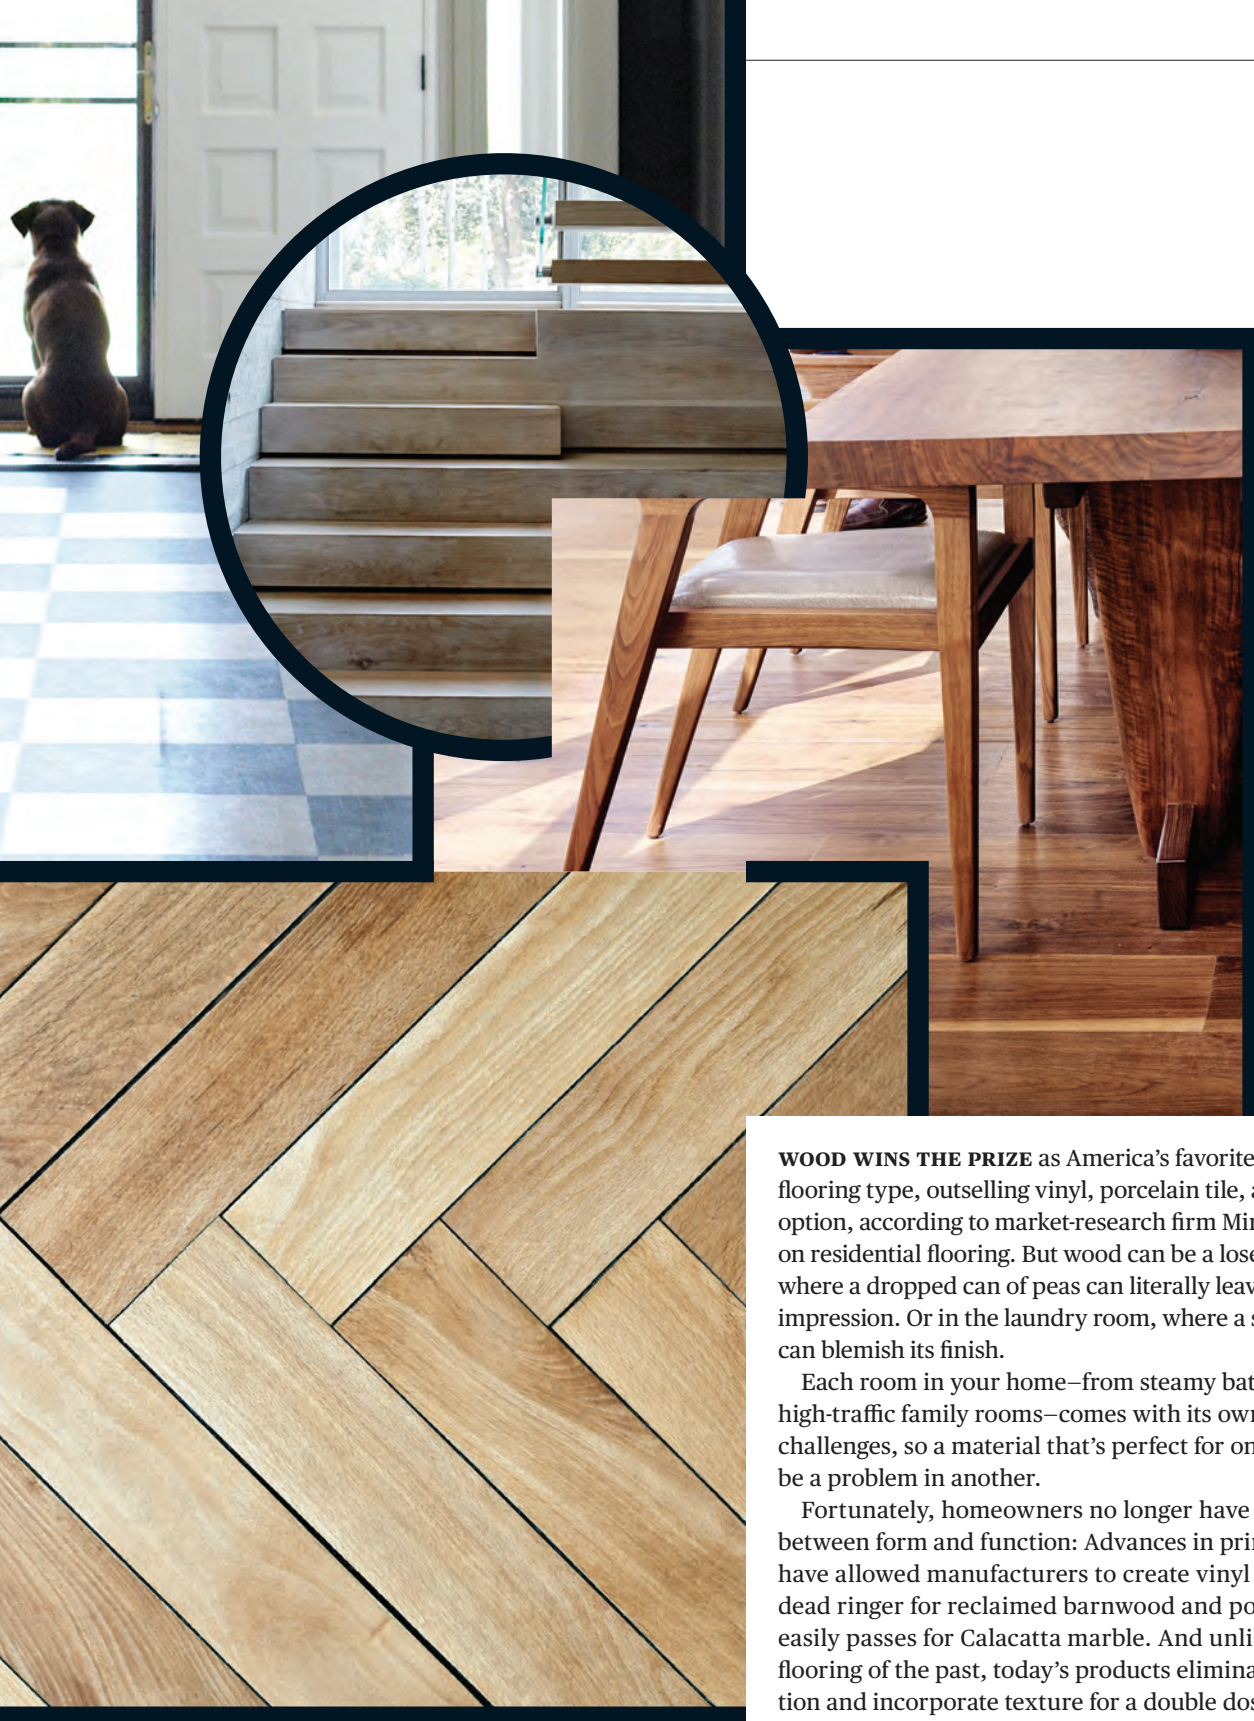 WOOD WINS THE PRIZE as America’s favorite
flooring type, outselling vinyl, porcelain tile,
option, according to market-research firm
on residential flooring. But wood can be a
where a dropped can of peas can literally
impression. Or in the laundry room, where a
can blemish its finish.
Each room in your home—from steamy
high-traffic family rooms—comes with its
challenges, so a material that’s perfect for
be a problem in another.
Fortunately, homeowners no longer have
between form and function: Advances in
have allowed manufacturers to create vinyl
dead ringer for reclaimed barnwood and
easily passes for Calacatta marble. And
flooring of the past, today’s products
tion and incorporate texture for a double